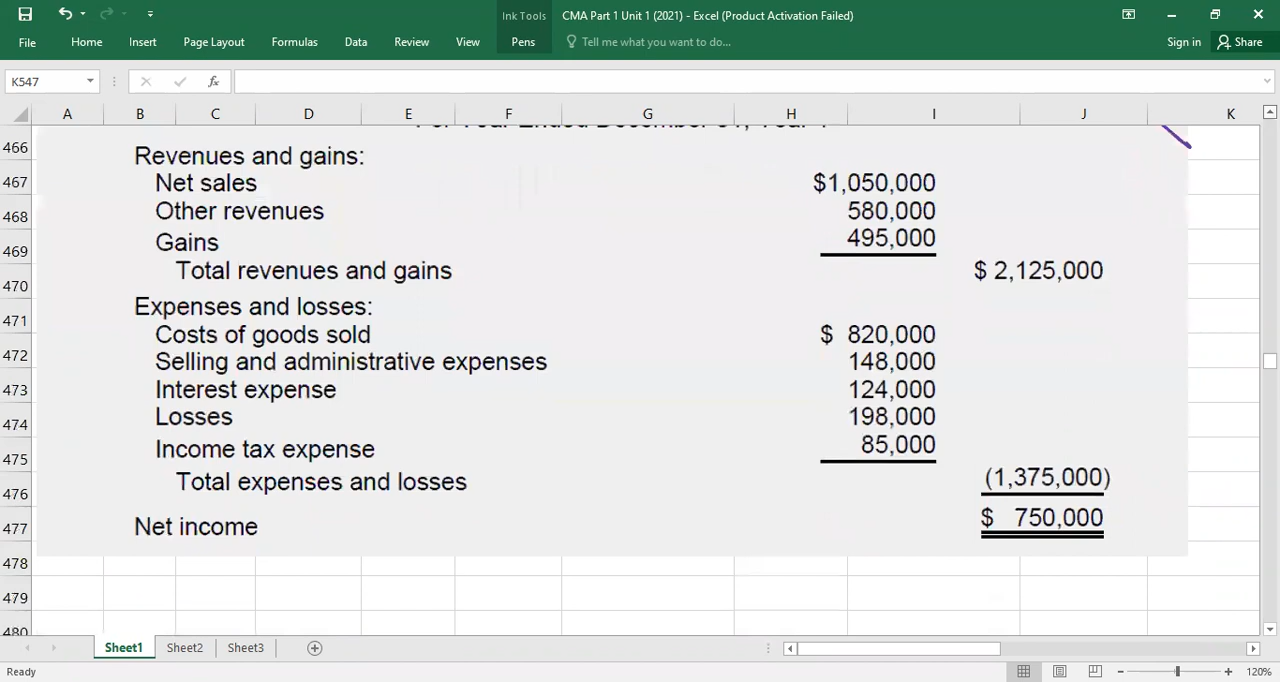 Ink Tools
CMA Part 1 Unit 1 (2021) - Excel (Product Activation Failed)
File Home Insert Page Layout Formulas Data Review View Pens Tell me what you want to do... Sign in Share
K547 fx
A B C D E F G H I J K
466 Revenues and gains:
467 Net sales $1,050,000
468 Other revenues 580,000
469 Gains 495,000
470 Total revenues and gains $ 2,125,000
471 Expenses and losses:
472 Costs of goods sold $ 820,000
Selling and administrative expenses 148,000
473 Interest expense 124,000
474 Losses 198,000
475 Income tax expense 85,000
476 Total expenses and losses (1,375,000)
477 Net income $ 750,000
478
479
480
Sheet1 Sheet2 Sheet3
Ready 120%